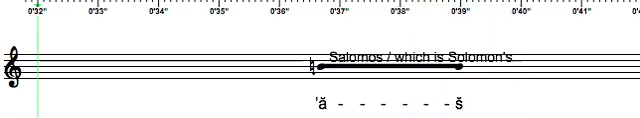 0'32" 0'33" 0'34" 0'35" 0'36" 0'37" 0'38" 0'39" 0'40" 0'41"
Salomos / which is Solomon's
'ă - - - - - - š